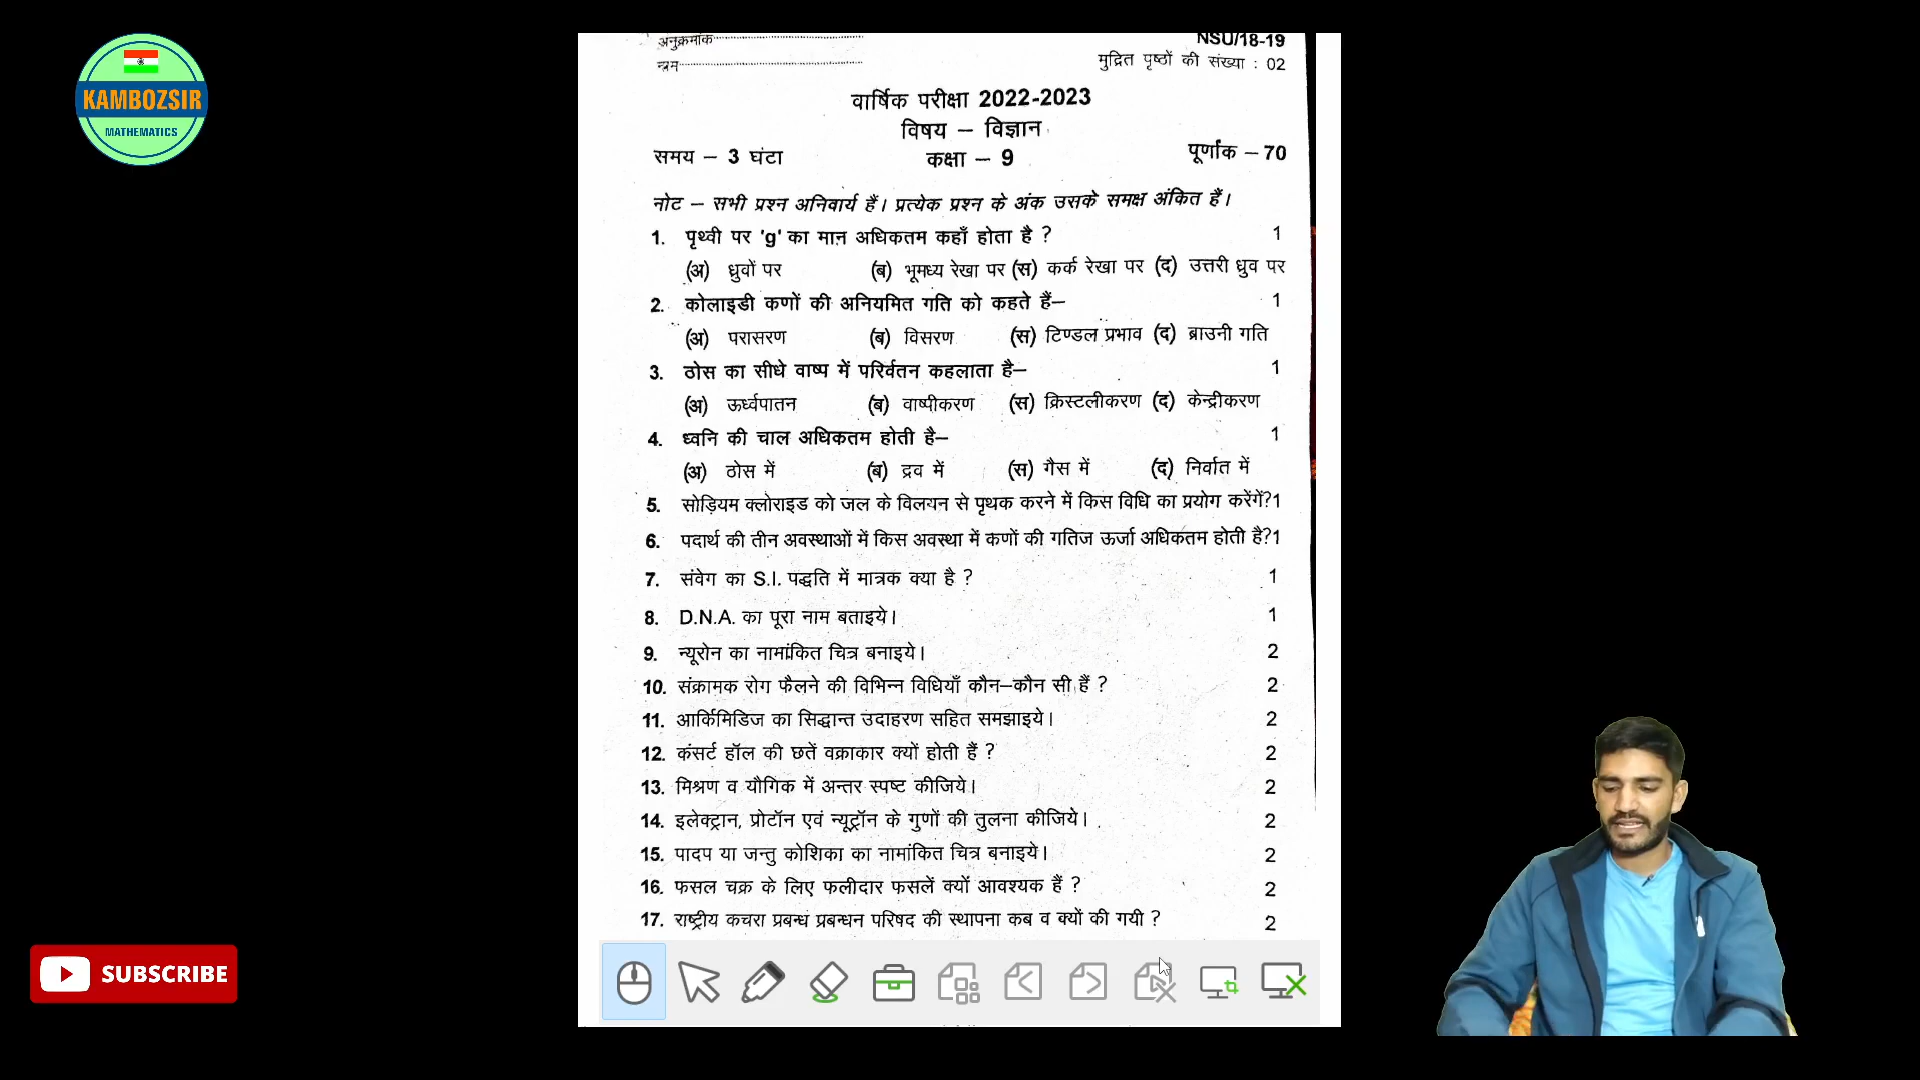 KAMBOZSIR
MATHEMATICS
अनुक्रमांक
NSU/18-19
नाम
मुद्रित पृष्ठों की संख्या : 02
वार्षिक परीक्षा 2022-2023
विषय – विज्ञान
समय – 3 घंटा
कक्षा – 9
पूर्णांक – 70
नोट – सभी प्रश्न अनिवार्य हैं। प्रत्येक प्रश्न के अंक उसके समक्ष अंकित हैं।
1. पृथ्वी पर 'g' का मान अधिकतम कहाँ होता है ? 1
(अ) ध्रुवों पर (ब) भूमध्य रेखा पर (स) कर्क रेखा पर (द) उत्तरी ध्रुव पर
2. कोलाइडी कणों की अनियमित गति को कहते हैं– 1
(अ) परासरण (ब) विसरण (स) टिण्डल प्रभाव (द) ब्राउनी गति
3. ठोस का सीधे वाष्प में परिर्वतन कहलाता है– 1
(अ) ऊर्ध्वपातन (ब) वाष्पीकरण (स) क्रिस्टलीकरण (द) केन्द्रीकरण
4. ध्वनि की चाल अधिकतम होती है– 1
(अ) ठोस में (ब) द्रव में (स) गैस में (द) निर्वात में
5. सोड़ियम क्लोराइड को जल के विलयन से पृथक करने में किस विधि का प्रयोग करेंगें? 1
6. पदार्थ की तीन अवस्थाओं में किस अवस्था में कणों की गतिज ऊर्जा अधिकतम होती है? 1
7. संवेग का S.I. पद्धति में मात्रक क्या है ? 1
8. D.N.A. का पूरा नाम बताइये। 1
9. न्यूरोन का नामांकित चित्र बनाइये। 2
10. संक्रामक रोग फैलने की विभिन्न विधियाँ कौन–कौन सी हैं ? 2
11. आर्किमिडिज का सिद्धान्त उदाहरण सहित समझाइये। 2
12. कंसर्ट हॉल की छतें वक्राकार क्यों होती हैं ? 2
13. मिश्रण व यौगिक में अन्तर स्पष्ट कीजिये। 2
14. इलेक्ट्रान, प्रोटॉन एवं न्यूट्रॉन के गुणों की तुलना कीजिये। 2
15. पादप या जन्तु कोशिका का नामांकित चित्र बनाइये। 2
16. फसल चक्र के लिए फलीदार फसलें क्यों आवश्यक हैं ? 2
17. राष्ट्रीय कचरा प्रबन्धं प्रबन्धन परिषद की स्थापना कब व क्यों की गयी ? 2
SUBSCRIBE